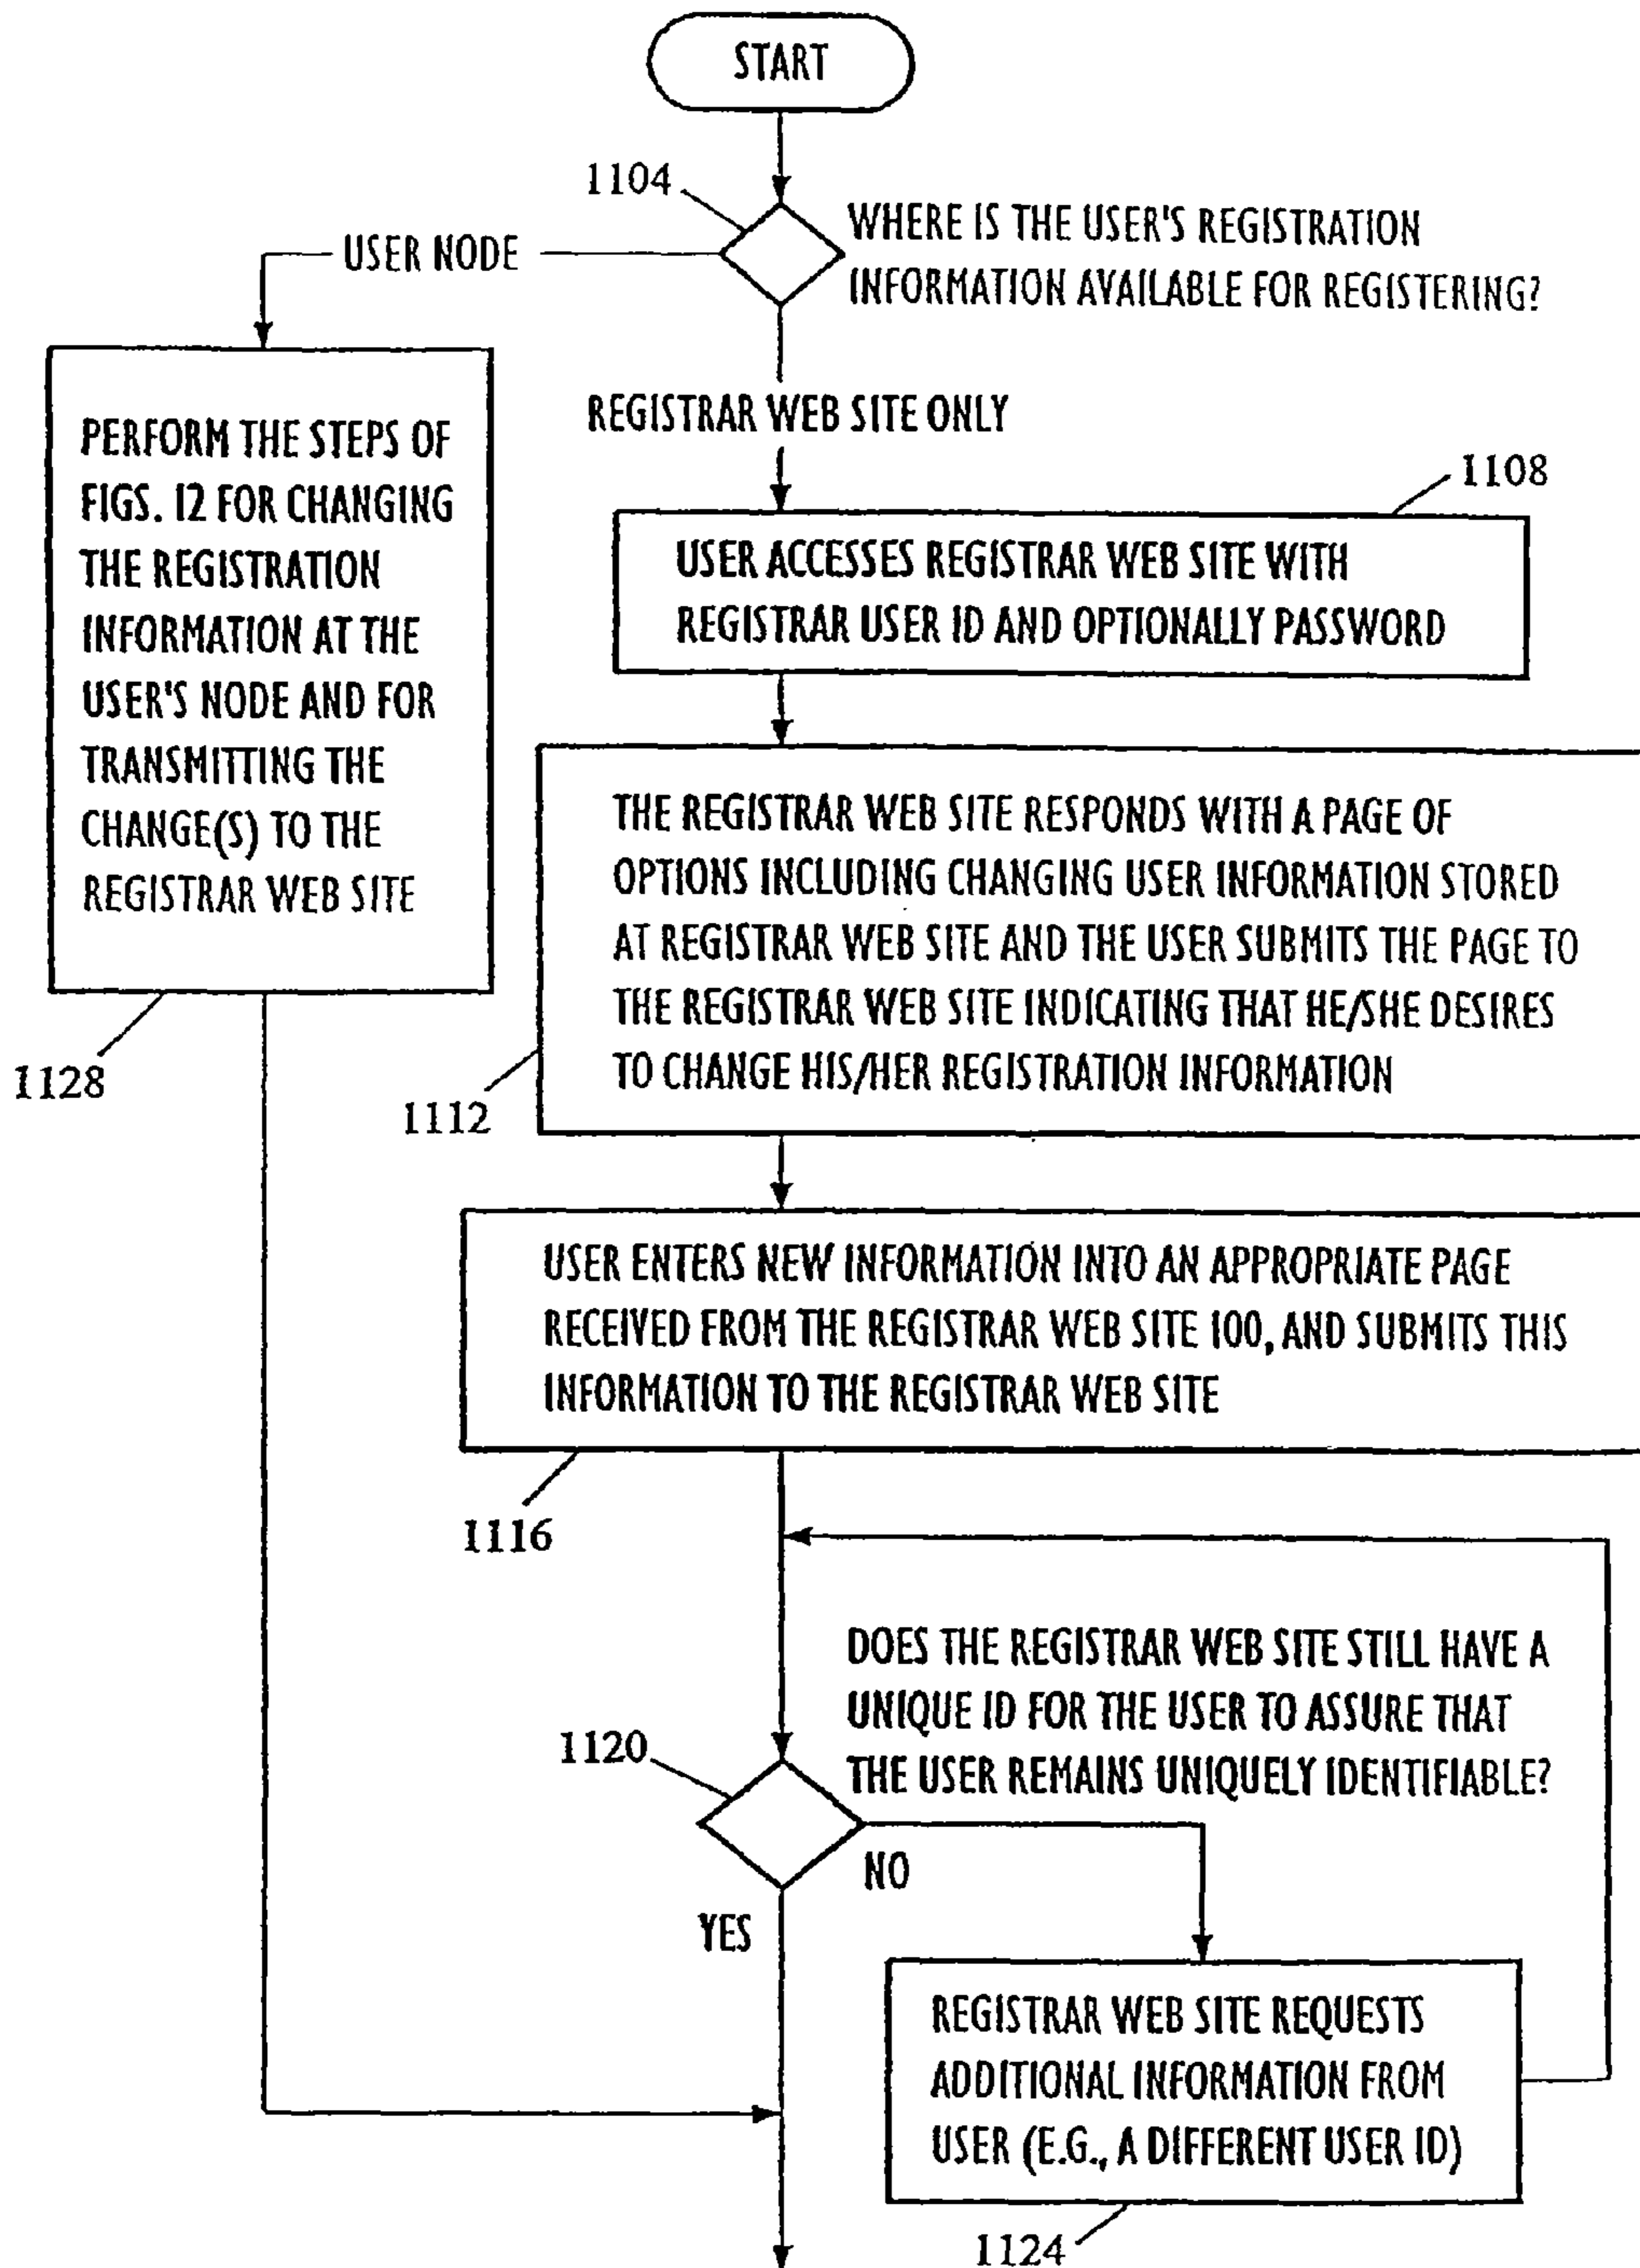 START
1104
WHERE IS THE USER'S REGISTRATION
INFORMATION AVAILABLE FOR REGISTERING?
USER NODE
REGISTRAR WEB SITE ONLY
PERFORM THE STEPS OF
FIGS. 12 FOR CHANGING
THE REGISTRATION
INFORMATION AT THE
USER'S NODE AND FOR
TRANSMITTING THE
CHANGE(S) TO THE
REGISTRAR WEB SITE
1128
1108
USER ACCESSES REGISTRAR WEB SITE WITH
REGISTRAR USER ID AND OPTIONALLY PASSWORD
THE REGISTRAR WEB SITE RESPONDS WITH A PAGE OF
OPTIONS INCLUDING CHANGING USER INFORMATION STORED
AT REGISTRAR WEB SITE AND THE USER SUBMITS THE PAGE TO
THE REGISTRAR WEB SITE INDICATING THAT HE/SHE DESIRES
TO CHANGE HIS/HER REGISTRATION INFORMATION
1112
USER ENTERS NEW INFORMATION INTO AN APPROPRIATE PAGE
RECEIVED FROM THE REGISTRAR WEB SITE 100, AND SUBMITS THIS
INFORMATION TO THE REGISTRAR WEB SITE
1116
DOES THE REGISTRAR WEB SITE STILL HAVE A
UNIQUE ID FOR THE USER TO ASSURE THAT
THE USER REMAINS UNIQUELY IDENTIFIABLE?
1120
NO
YES
REGISTRAR WEB SITE REQUESTS
ADDITIONAL INFORMATION FROM
USER (E.G., A DIFFERENT USER ID)
1124